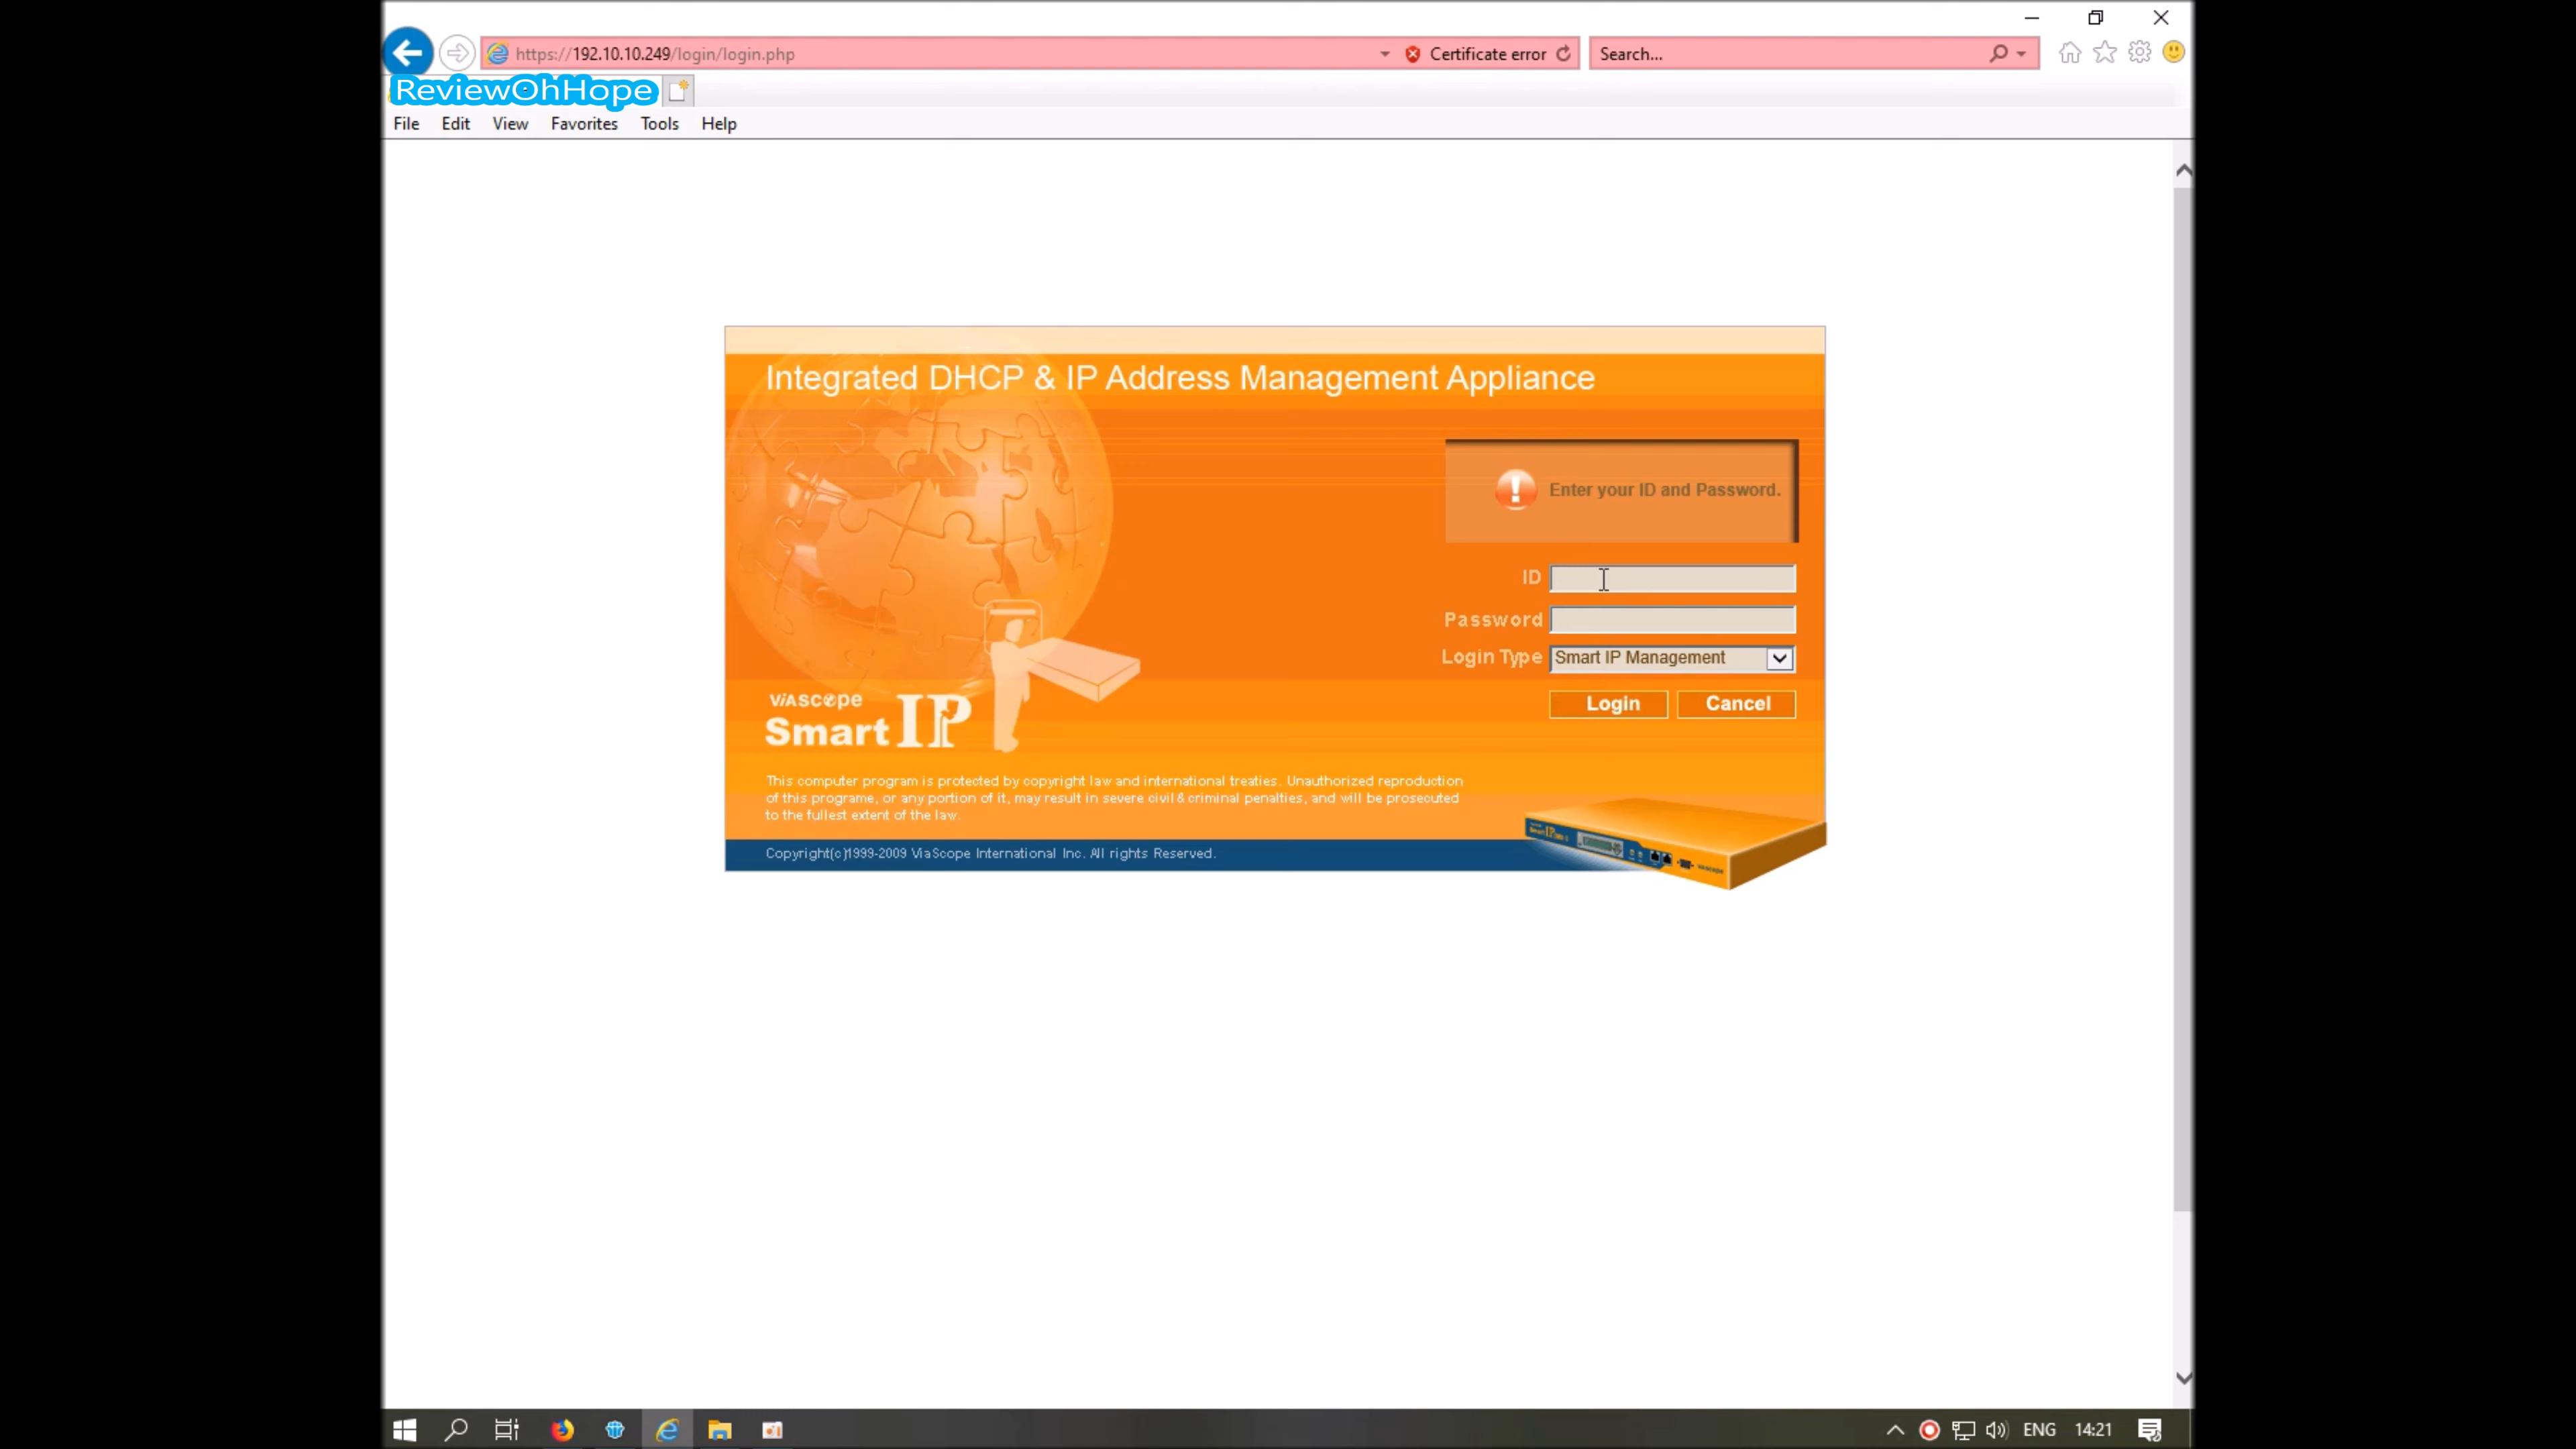 https://192.10.10.249/login/login.php
Certificate error
Search...
ReviewOhHope
File Edit View Favorites Tools Help
Integrated DHCP & IP Address Management Appliance
Enter your ID and Password.
ID
Password
Login Type Smart IP Management
Login Cancel
ViAScope
Smart IP
This computer program is protected by copyright law and international treaties. Unauthorized reproduction
of this programe, or any portion of it, may result in severe civil & criminal penalties, and will be prosecuted
to the fullest extent of the law.
Copyright(c)1999-2009 ViaScope International Inc. All rights Reserved.
ENG 14:21